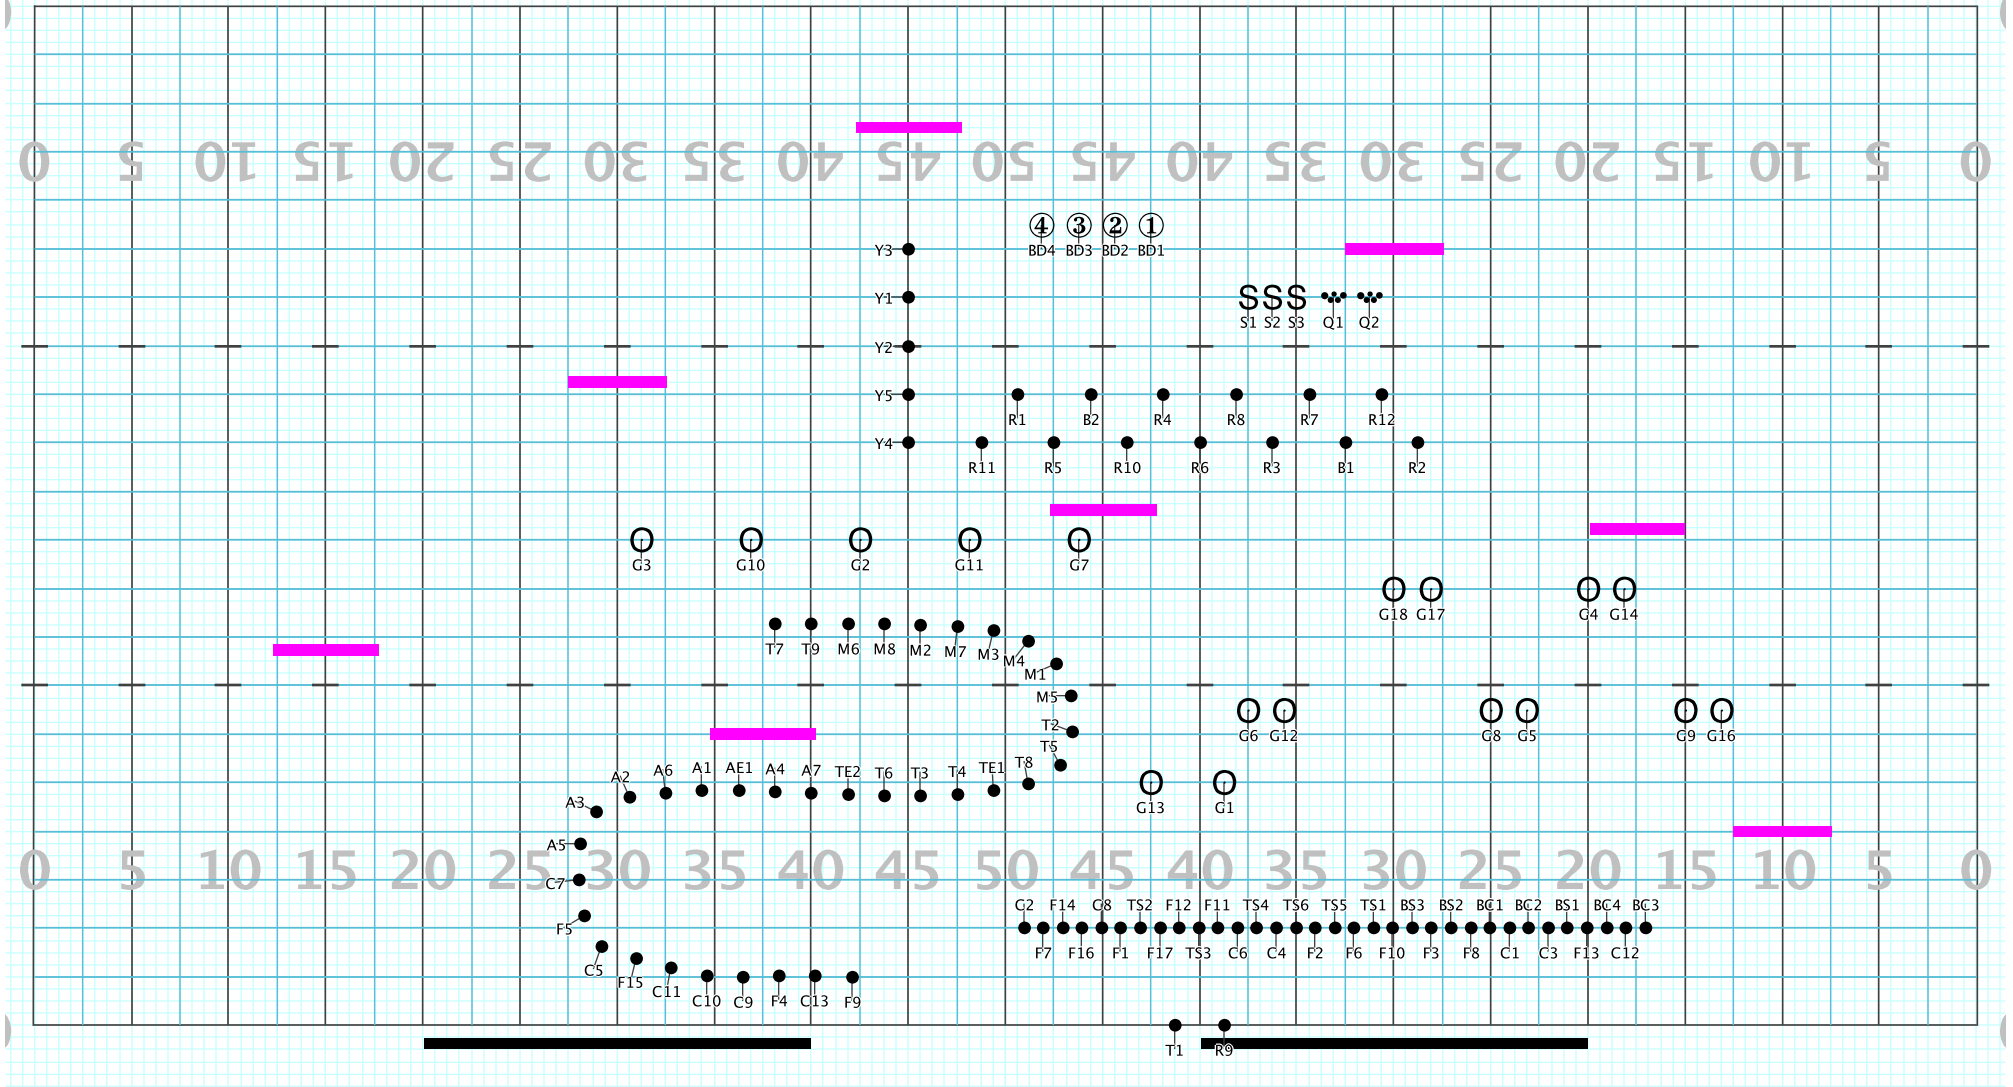 0 5 10 15 20 25 30 35 40 45 50 45 40 35 30 25 20 15 10 5 0
④ ③ ② ①
Y3 BD4 BD3 BD2 BD1
Y1 S S S
S1 S2 S3 Q1 Q2
Y2
Y5
R1 B2 R4 R8 R7 R12
Y4
R11 R5 R10 R6 R3 B1 R2
O O O O O
G3 G10 G2 G11 G7
O O O O
G18 G17 G4 G14
T7 T9 M6 M8 M2 M7 M3 M4
M1
M5
O O O O O O
T2 G6 G12 G8 G5 G9 G16
T5
A2 A6 A1 AE1 A4 A7 TE2 T6 T3 T4 TE1 T8
O O
A3 G13 G1
A5
0 5 10 15 20 25 30 35 40 45 50 45 40 35 30 25 20 15 10 5 0
C7
G2 F14 C8 TS2 F12 F11 TS4 TS6 TS5 TS1 BS3 BS2 BC1 BC2 BS1 BC4 BC3
F5
F7 F16 F1 F17 TS3 C6 C4 F2 F6 F10 F3 F8 C1 C3 F13 C12
C5 F15 C11 C10 C9 F4 C13 F9
T1 R9